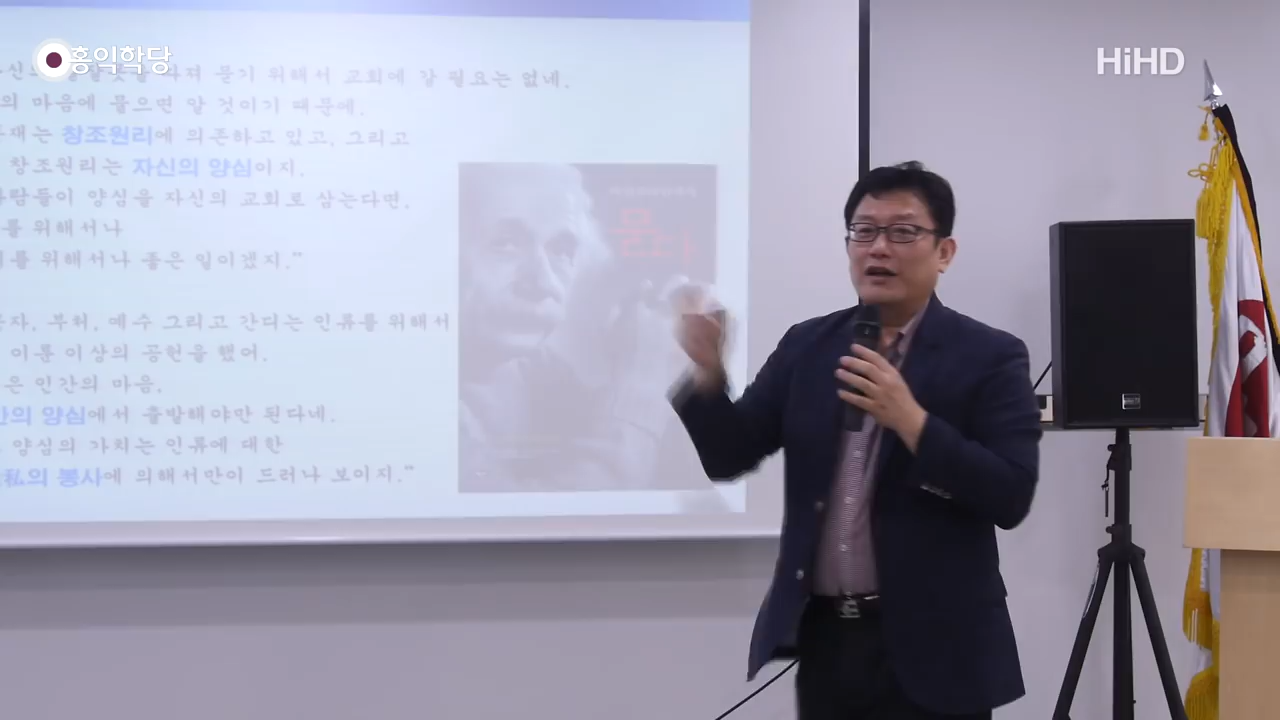 홍익학당
HiHD
따져 묻기 위해서 교회에 갈 필요는 없네.
의 마음에 물으면 알 것이기 때문에.
재는 창조원리에 의존하고 있고, 그리고
창조원리는 자신의 양심이지.
사람들이 양심을 자신의 교회로 삼는다면,
를 위해서나
를 위해서나 좋은 일이겠지.”
부처, 예수 그리고 간디는 인류를 위해서
이룬 이상의 공헌을 했어.
은 인간의 마음,
의 양심에서 출발해야만 된다네.
양심의 가치는 인류에 대한
私의 봉사에 의해서만이 드러나 보이지.”
묻다